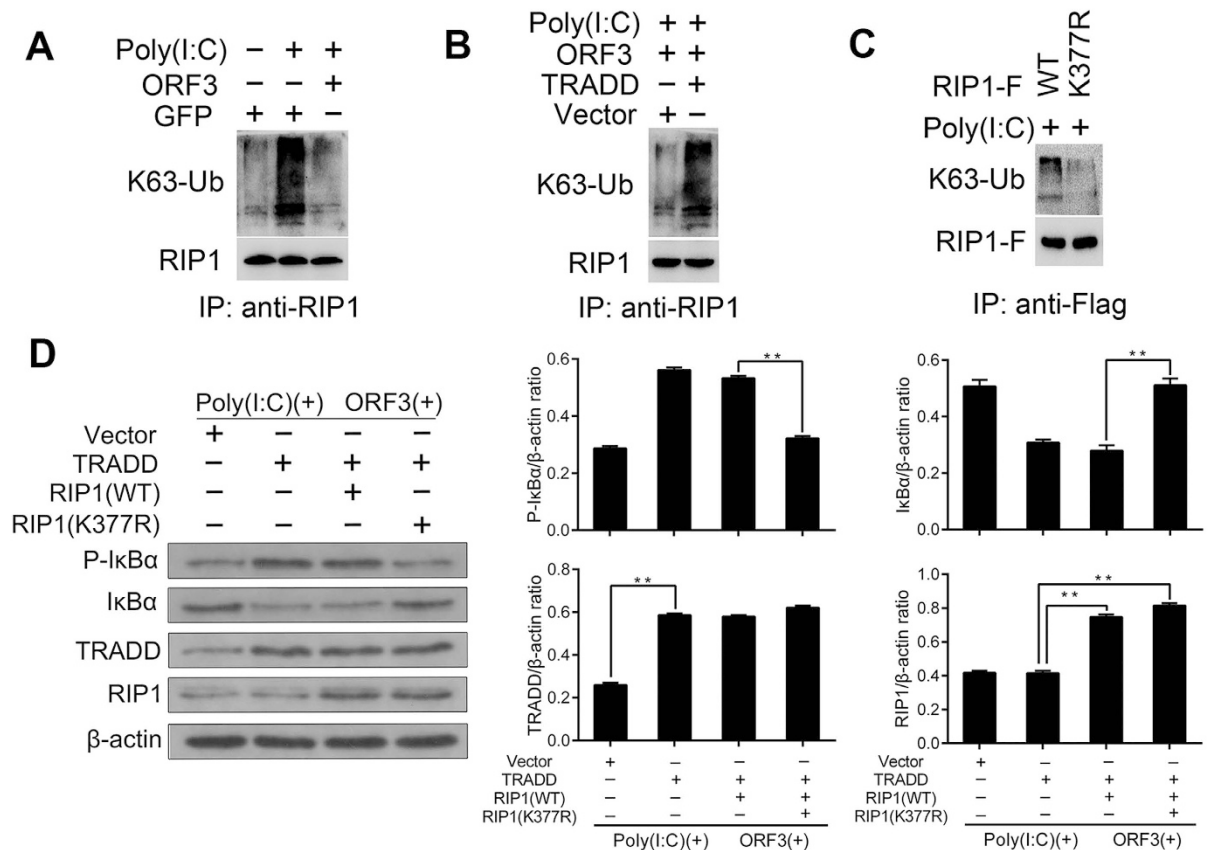 A
Poly(I:C) – + +
ORF3 – – +
GFP + + –
K63-Ub
RIP1
IP: anti-RIP1
B
Poly(I:C) + +
ORF3 + +
TRADD – +
Vector + –
K63-Ub
RIP1
IP: anti-RIP1
C
RIP1-F WT K377R
Poly(I:C) + +
K63-Ub
RIP1-F
IP: anti-Flag
D
Poly(I:C)(+) ORF3(+)
Vector + – – –
TRADD – + + +
RIP1(WT) – – + –
RIP1(K377R) – – – +
P-IκBα
IκBα
TRADD
RIP1
β-actin
P-IκBα/β-actin ratio
0.6
0.4
0.2
0.0
**
IκBα/β-actin ratio
0.6
0.4
0.2
0.0
**
TRADD/β-actin ratio
0.8
0.6
0.4
0.2
0.0
**
RIP1/β-actin ratio
1.0
0.8
0.6
0.4
0.2
0.0
**
**
Vector + – – –
TRADD – + + +
RIP1(WT) – – + +
RIP1(K377R) – – – +
Poly(I:C)(+) ORF3(+)
Vector + – – –
TRADD – + + +
RIP1(WT) – – + +
RIP1(K377R) – – – +
Poly(I:C)(+) ORF3(+)